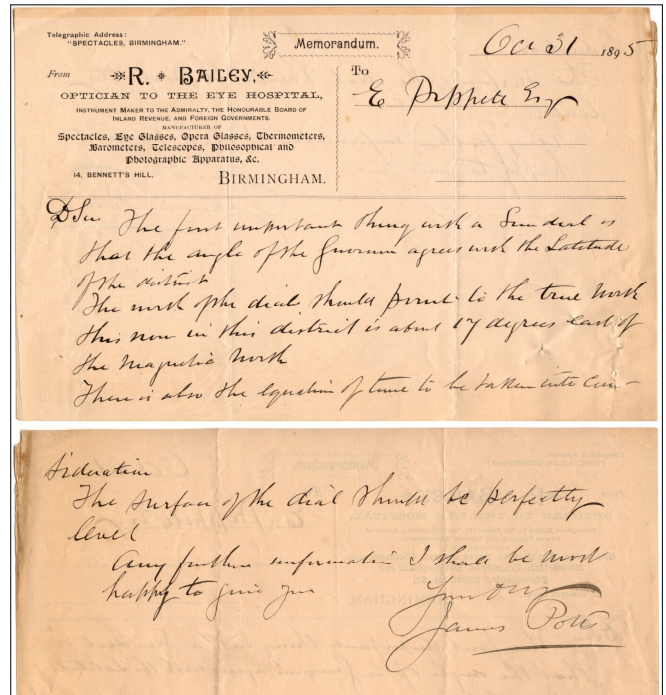 Telegraphic Address:
"SPECTACLES, BIRMINGHAM."
Memorandum.
Oct 31 1895
From
R. BAILEY,
OPTICIAN TO THE EYE HOSPITAL,
INSTRUMENT MAKER TO THE ADMIRALTY, THE HONOURABLE BOARD OF
INLAND REVENUE, AND FOREIGN GOVERNMENTS.
MANUFACTURER OF
Spectacles, Eye Glasses, Opera Glasses, Thermometers,
Barometers, Telescopes, Philosophical and
Photographic Apparatus, &c.
14, BENNETT'S HILL, BIRMINGHAM.
To
E Esq
D Sir The first important thing with a Sundial is
that the angle of the Gnomon agrees with the Latitude
of the district
The north of the dial should point to the true North
this now in this district is about 17 degrees east of
the Magnetic North
There is also the equation of time to be taken into con-
sideration
The surface of the dial should be perfectly
level
Any further information I shall be most
happy to give you
James Potts